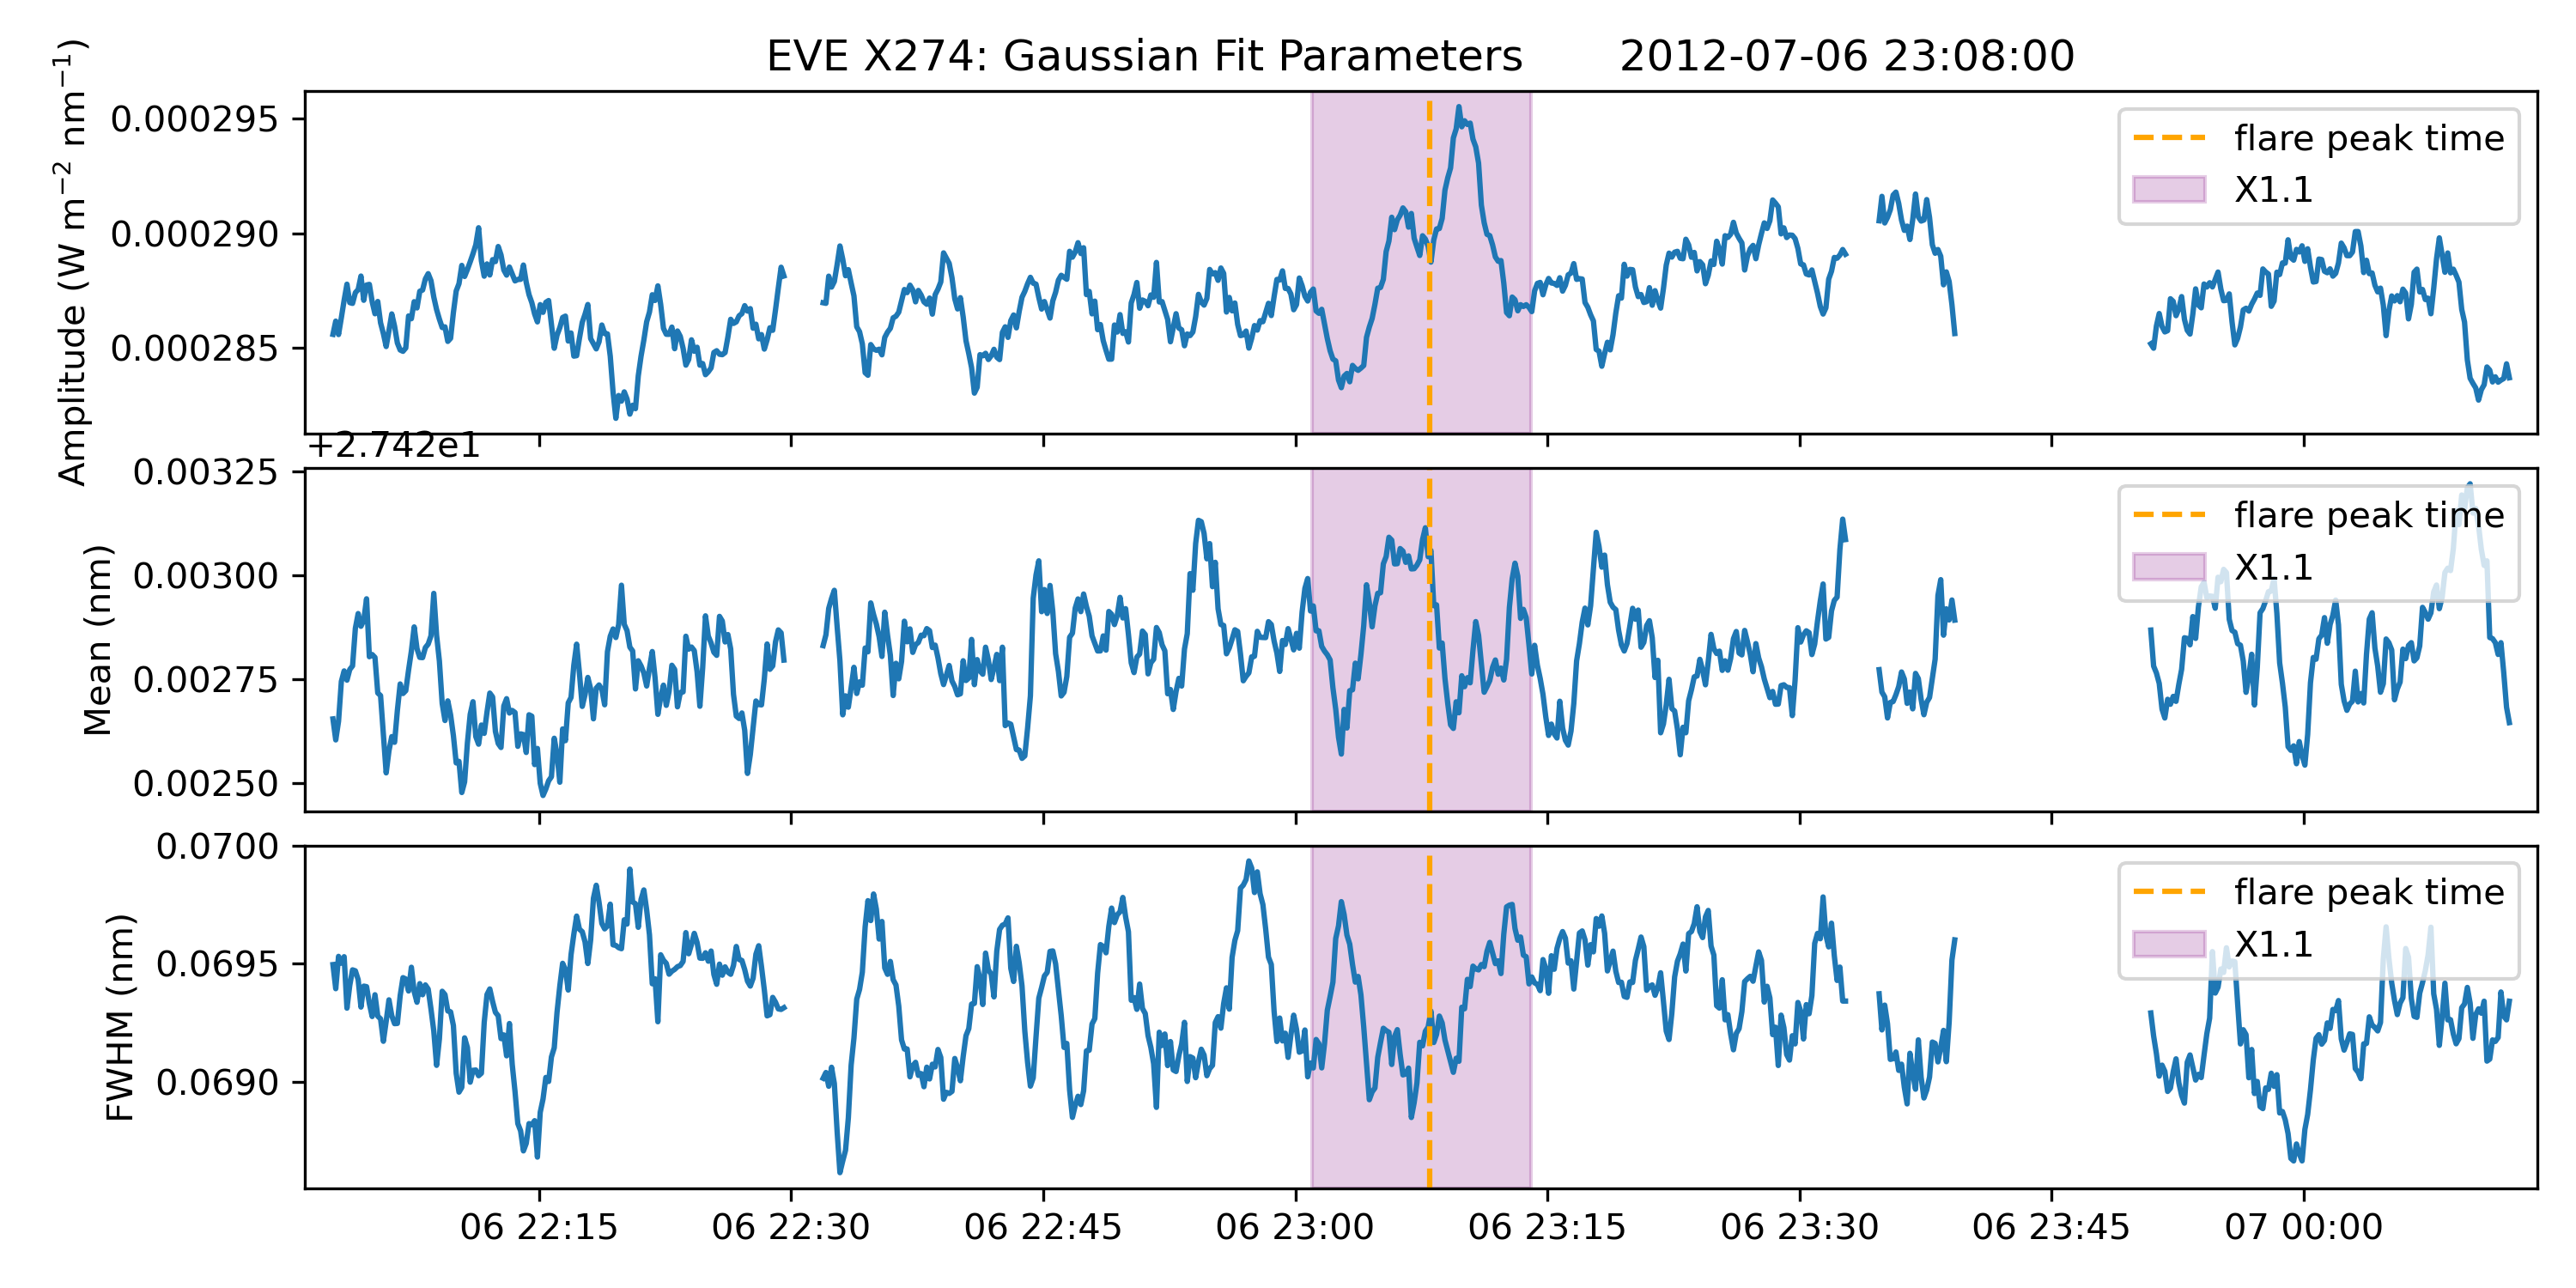 EVE X274: Gaussian Fit Parameters 2012-07-06 23:08:00
Amplitude (W m⁻² nm⁻¹)
0.000295
0.000290
0.000285
flare peak time
X1.1
+2.742e1
Mean (nm)
0.00325
0.00300
0.00275
0.00250
flare peak time
X1.1
FWHM (nm)
0.0700
0.0695
0.0690
flare peak time
X1.1
06 22:15 06 22:30 06 22:45 06 23:00 06 23:15 06 23:30 06 23:45 07 00:00